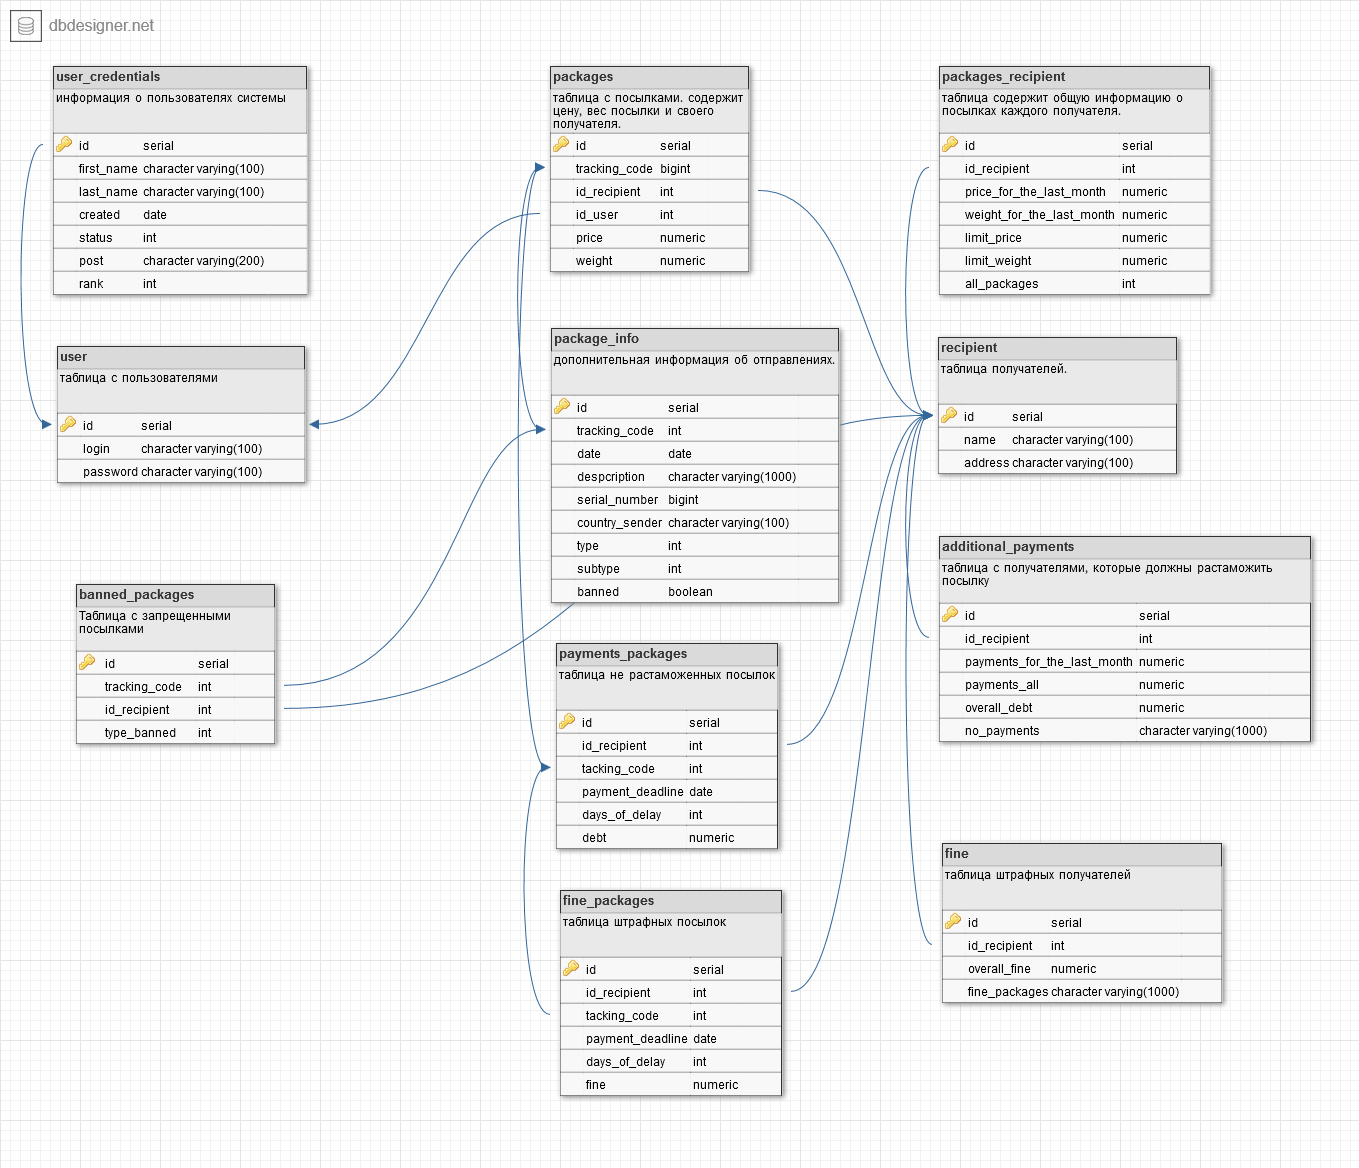 dbdesigner.net
user_credentials
информация о пользователях системы
id serial
first_name character varying(100)
last_name character varying(100)
created date
status int
post character varying(200)
rank int
user
таблица с пользователями
id serial
login character varying(100)
password character varying(100)
banned_packages
Таблица с запрещенными
посылками
id serial
tracking_code int
id_recipient int
type_banned int
packages
таблица с посылками. содержит
цену, вес посылки и своего
получателя.
id serial
tracking_code bigint
id_recipient int
id_user int
price numeric
weight numeric
package_info
дополнительная информация об отправлениях.
id serial
tracking_code int
date date
despcription character varying(1000)
serial_number bigint
country_sender character varying(100)
type int
subtype int
banned boolean
payments_packages
таблица не растаможенных посылок
id serial
id_recipient int
tacking_code int
payment_deadline date
days_of_delay int
debt numeric
fine_packages
таблица штрафных посылок
id serial
id_recipient int
tacking_code int
payment_deadline date
days_of_delay int
fine numeric
packages_recipient
таблица содержит общую информацию о
посылках каждого получателя.
id serial
id_recipient int
price_for_the_last_month numeric
weight_for_the_last_month numeric
limit_price numeric
limit_weight numeric
all_packages int
recipient
таблица получателей.
id serial
name character varying(100)
address character varying(100)
additional_payments
таблица с получателями, которые должны растаможить
посылку
id serial
id_recipient int
payments_for_the_last_month numeric
payments_all numeric
overall_debt numeric
no_payments character varying(1000)
fine
таблица штрафных получателей
id serial
id_recipient int
overall_fine numeric
fine_packages character varying(1000)